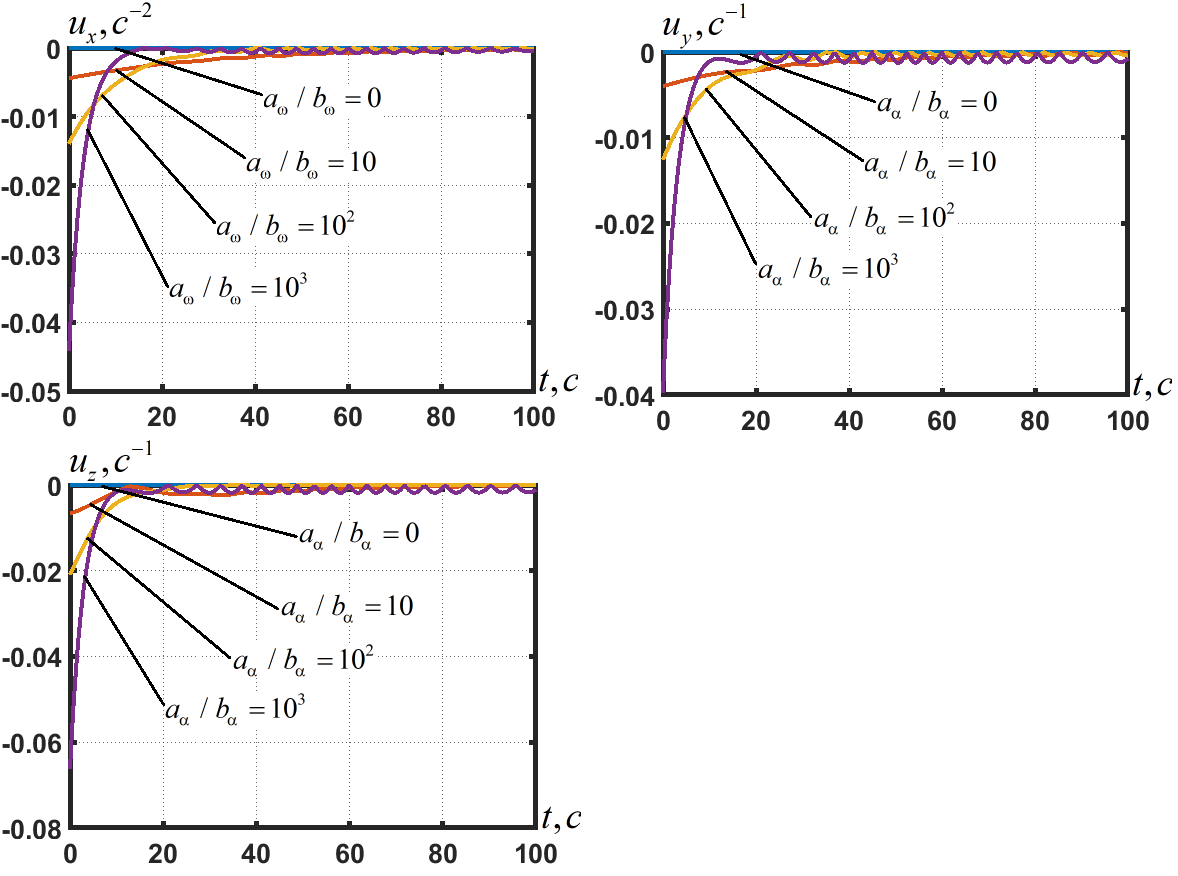 u_x, c^{-2}
0
-0.01
-0.02
-0.03
-0.04
-0.05
a_ω / b_ω = 0
a_ω / b_ω = 10
a_ω / b_ω = 10^2
a_ω / b_ω = 10^3
t, c
0 20 40 60 80 100
u_y, c^{-1}
0
-0.01
-0.02
-0.03
-0.04
a_α / b_α = 0
a_α / b_α = 10
a_α / b_α = 10^2
a_α / b_α = 10^3
t, c
0 20 40 60 80 100
u_z, c^{-1}
0
-0.02
-0.04
-0.06
-0.08
a_α / b_α = 0
a_α / b_α = 10
a_α / b_α = 10^2
a_α / b_α = 10^3
t, c
0 20 40 60 80 100